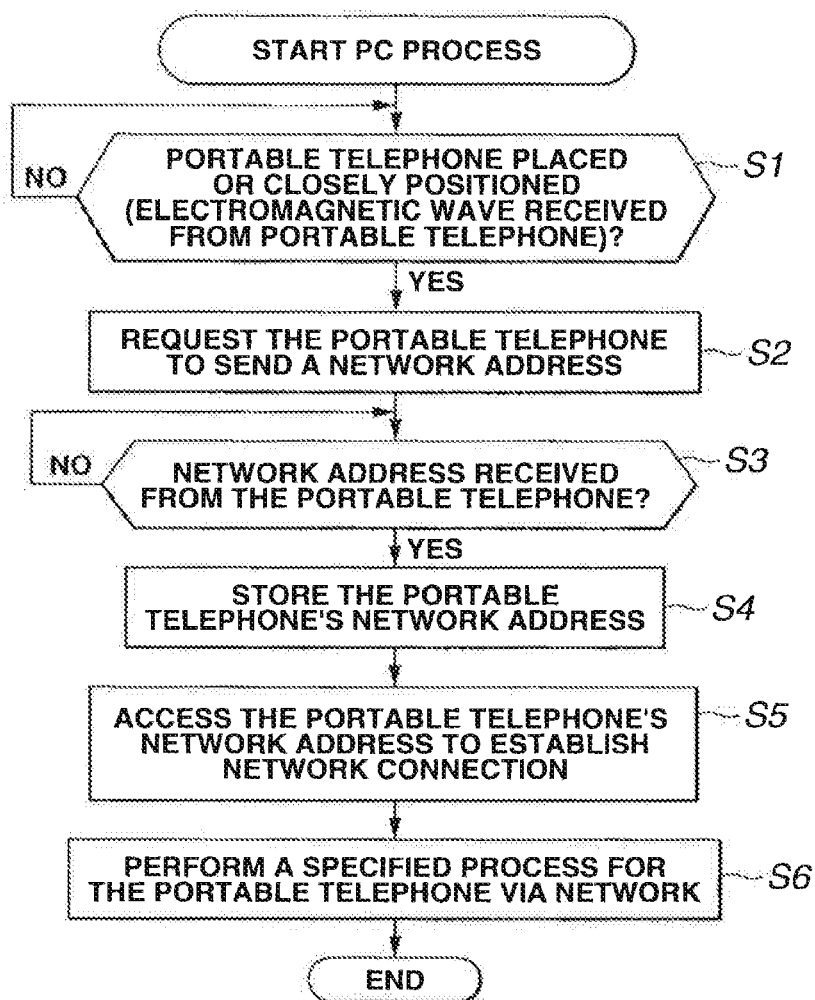 START PC PROCESS
PORTABLE TELEPHONE PLACED
OR CLOSELY POSITIONED
(ELECTROMAGNETIC WAVE RECEIVED
FROM PORTABLE TELEPHONE)?
S1
NO
YES
REQUEST THE PORTABLE TELEPHONE
TO SEND A NETWORK ADDRESS
S2
NETWORK ADDRESS RECEIVED
FROM THE PORTABLE TELEPHONE?
S3
NO
YES
STORE THE PORTABLE
TELEPHONE'S NETWORK ADDRESS
S4
ACCESS THE PORTABLE TELEPHONE'S
NETWORK ADDRESS TO ESTABLISH
NETWORK CONNECTION
S5
PERFORM A SPECIFIED PROCESS FOR
THE PORTABLE TELEPHONE VIA NETWORK
S6
END